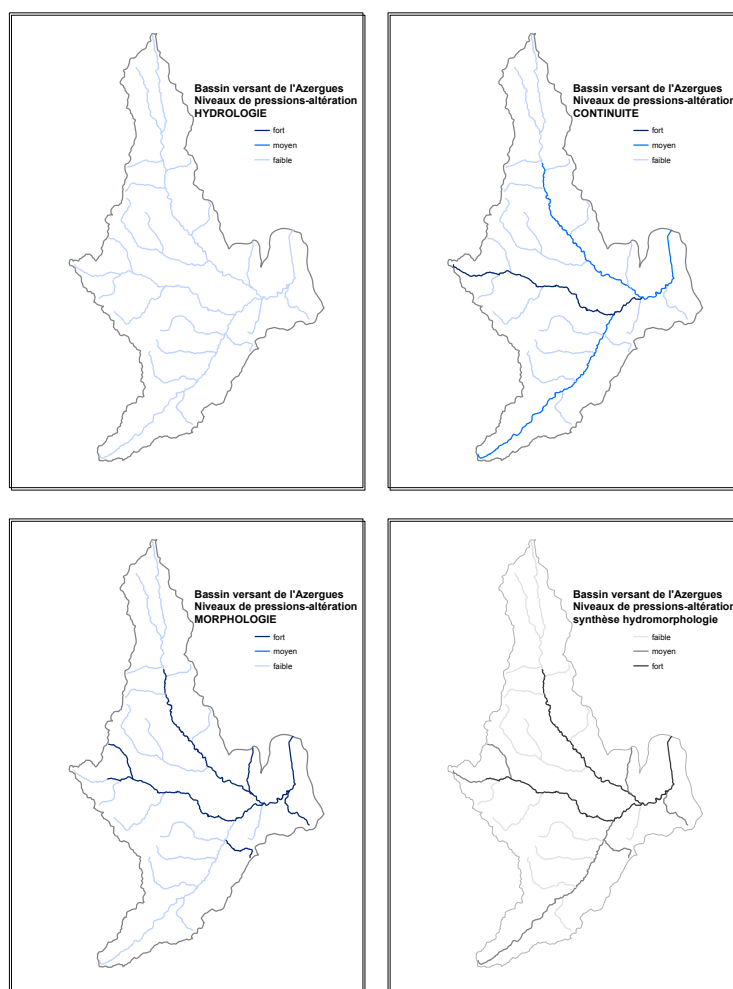 Bassin versant de l'Azergues
Niveaux de pressions-altération
HYDROLOGIE
fort
moyen
faible
Bassin versant de l'Azergues
Niveaux de pressions-altération
CONTINUITE
fort
moyen
faible
Bassin versant de l'Azergues
Niveaux de pressions-altération
MORPHOLOGIE
fort
moyen
faible
Bassin versant de l'Azergues
Niveaux de pressions-altération
synthèse hydromorphologie
faible
moyen
fort